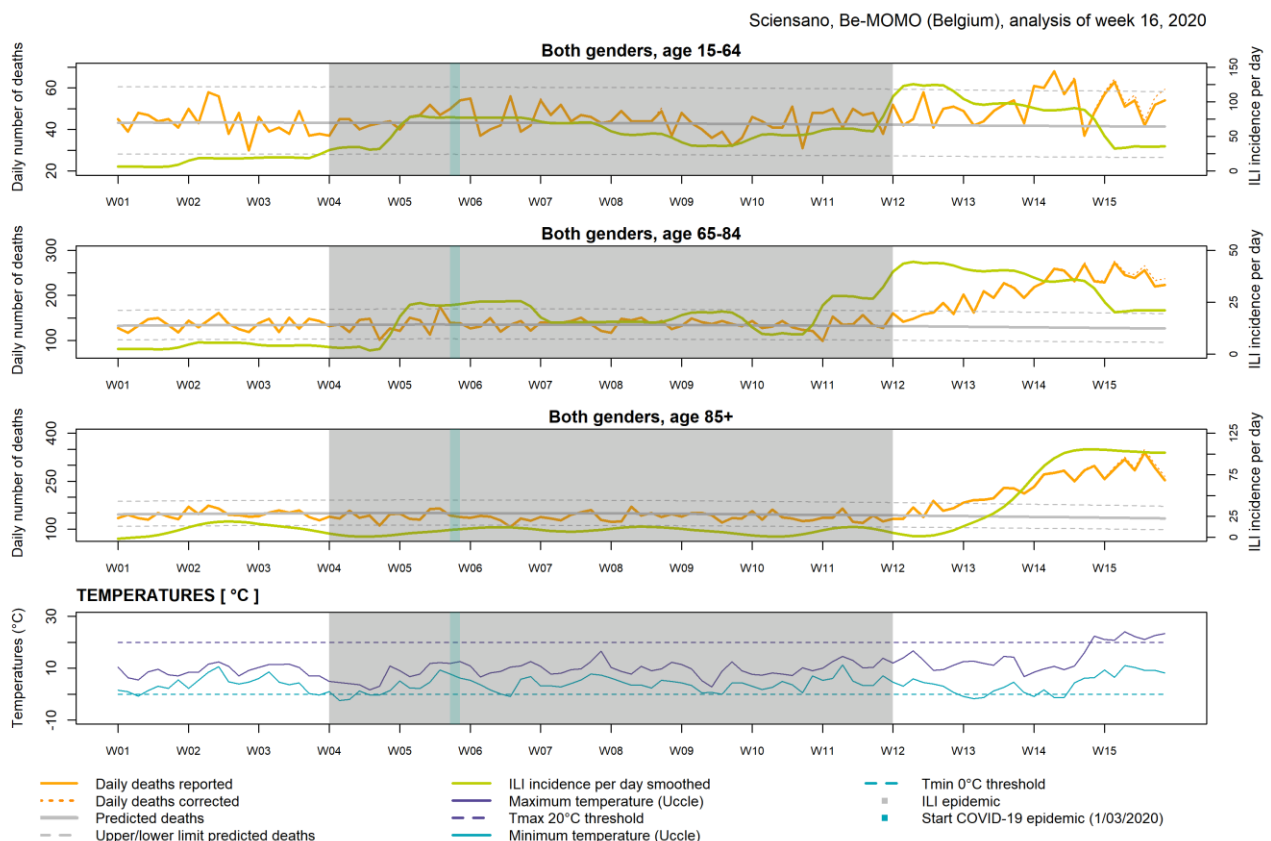 Sciensano, Be-MOMO (Belgium), analysis of week 16, 2020
Both genders, age 15-64
Daily number of deaths
20 40 60
0 50 100 150
ILI incidence per day
W01 W02 W03 W04 W05 W06 W07 W08 W09 W10 W11 W12 W13 W14 W15
Both genders, age 65-84
Daily number of deaths
100 200 300
0 25 50
ILI incidence per day
W01 W02 W03 W04 W05 W06 W07 W08 W09 W10 W11 W12 W13 W14 W15
Both genders, age 85+
Daily number of deaths
100 250 400
0 25 75 125
ILI incidence per day
W01 W02 W03 W04 W05 W06 W07 W08 W09 W10 W11 W12 W13 W14 W15
TEMPERATURES [ °C ]
Temperatures (°C)
-10 10 30
W01 W02 W03 W04 W05 W06 W07 W08 W09 W10 W11 W12 W13 W14 W15
Daily deaths reported
Daily deaths corrected
Predicted deaths
Upper/lower limit predicted deaths
ILI incidence per day smoothed
Maximum temperature (Uccle)
Tmax 20°C threshold
Minimum temperature (Uccle)
Tmin 0°C threshold
ILI epidemic
Start COVID-19 epidemic (1/03/2020)